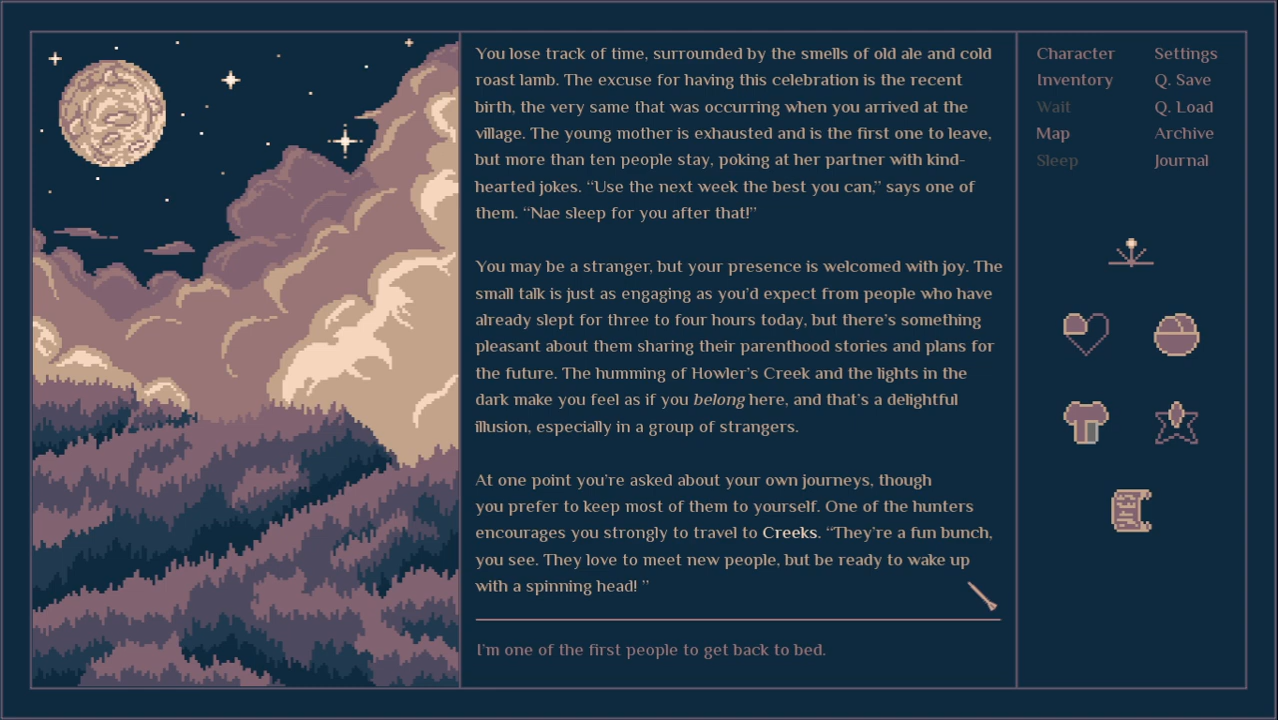 You lose track of time, surrounded by the smells of old ale and cold
roast lamb. The excuse for having this celebration is the recent
birth, the very same that was occurring when you arrived at the
village. The young mother is exhausted and is the first one to leave,
but more than ten people stay, poking at her partner with kind-
hearted jokes. “Use the next week the best you can,” says one of
them. “Nae sleep for you after that!”
You may be a stranger, but your presence is welcomed with joy. The
small talk is just as engaging as you’d expect from people who have
already slept for three to four hours today, but there’s something
pleasant about them sharing their parenthood stories and plans for
the future. The humming of Howler’s Creek and the lights in the
dark make you feel as if you belong here, and that’s a delightful
illusion, especially in a group of strangers.
At one point you’re asked about your own journeys, though
you prefer to keep most of them to yourself. One of the hunters
encourages you strongly to travel to Creeks. “They’re a fun bunch,
you see. They love to meet new people, but be ready to wake up
with a spinning head! ”
I’m one of the first people to get back to bed.
Character Settings
Inventory Q. Save
Wait Q. Load
Map Archive
Sleep Journal